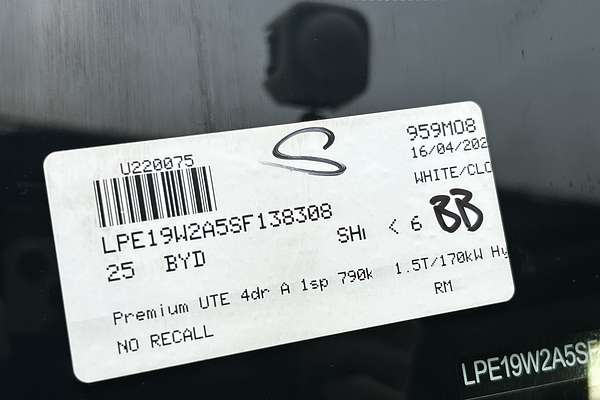 U220075
S
959M08
16/04/202
WHITE/CLO
LPE19W2A5SF138308
25 BYD
SHi < 6 BB
Premium UTE 4dr A 1sp 790k 1.5T/170kW Hy
NO RECALL
RM
LPE19W2A5SF